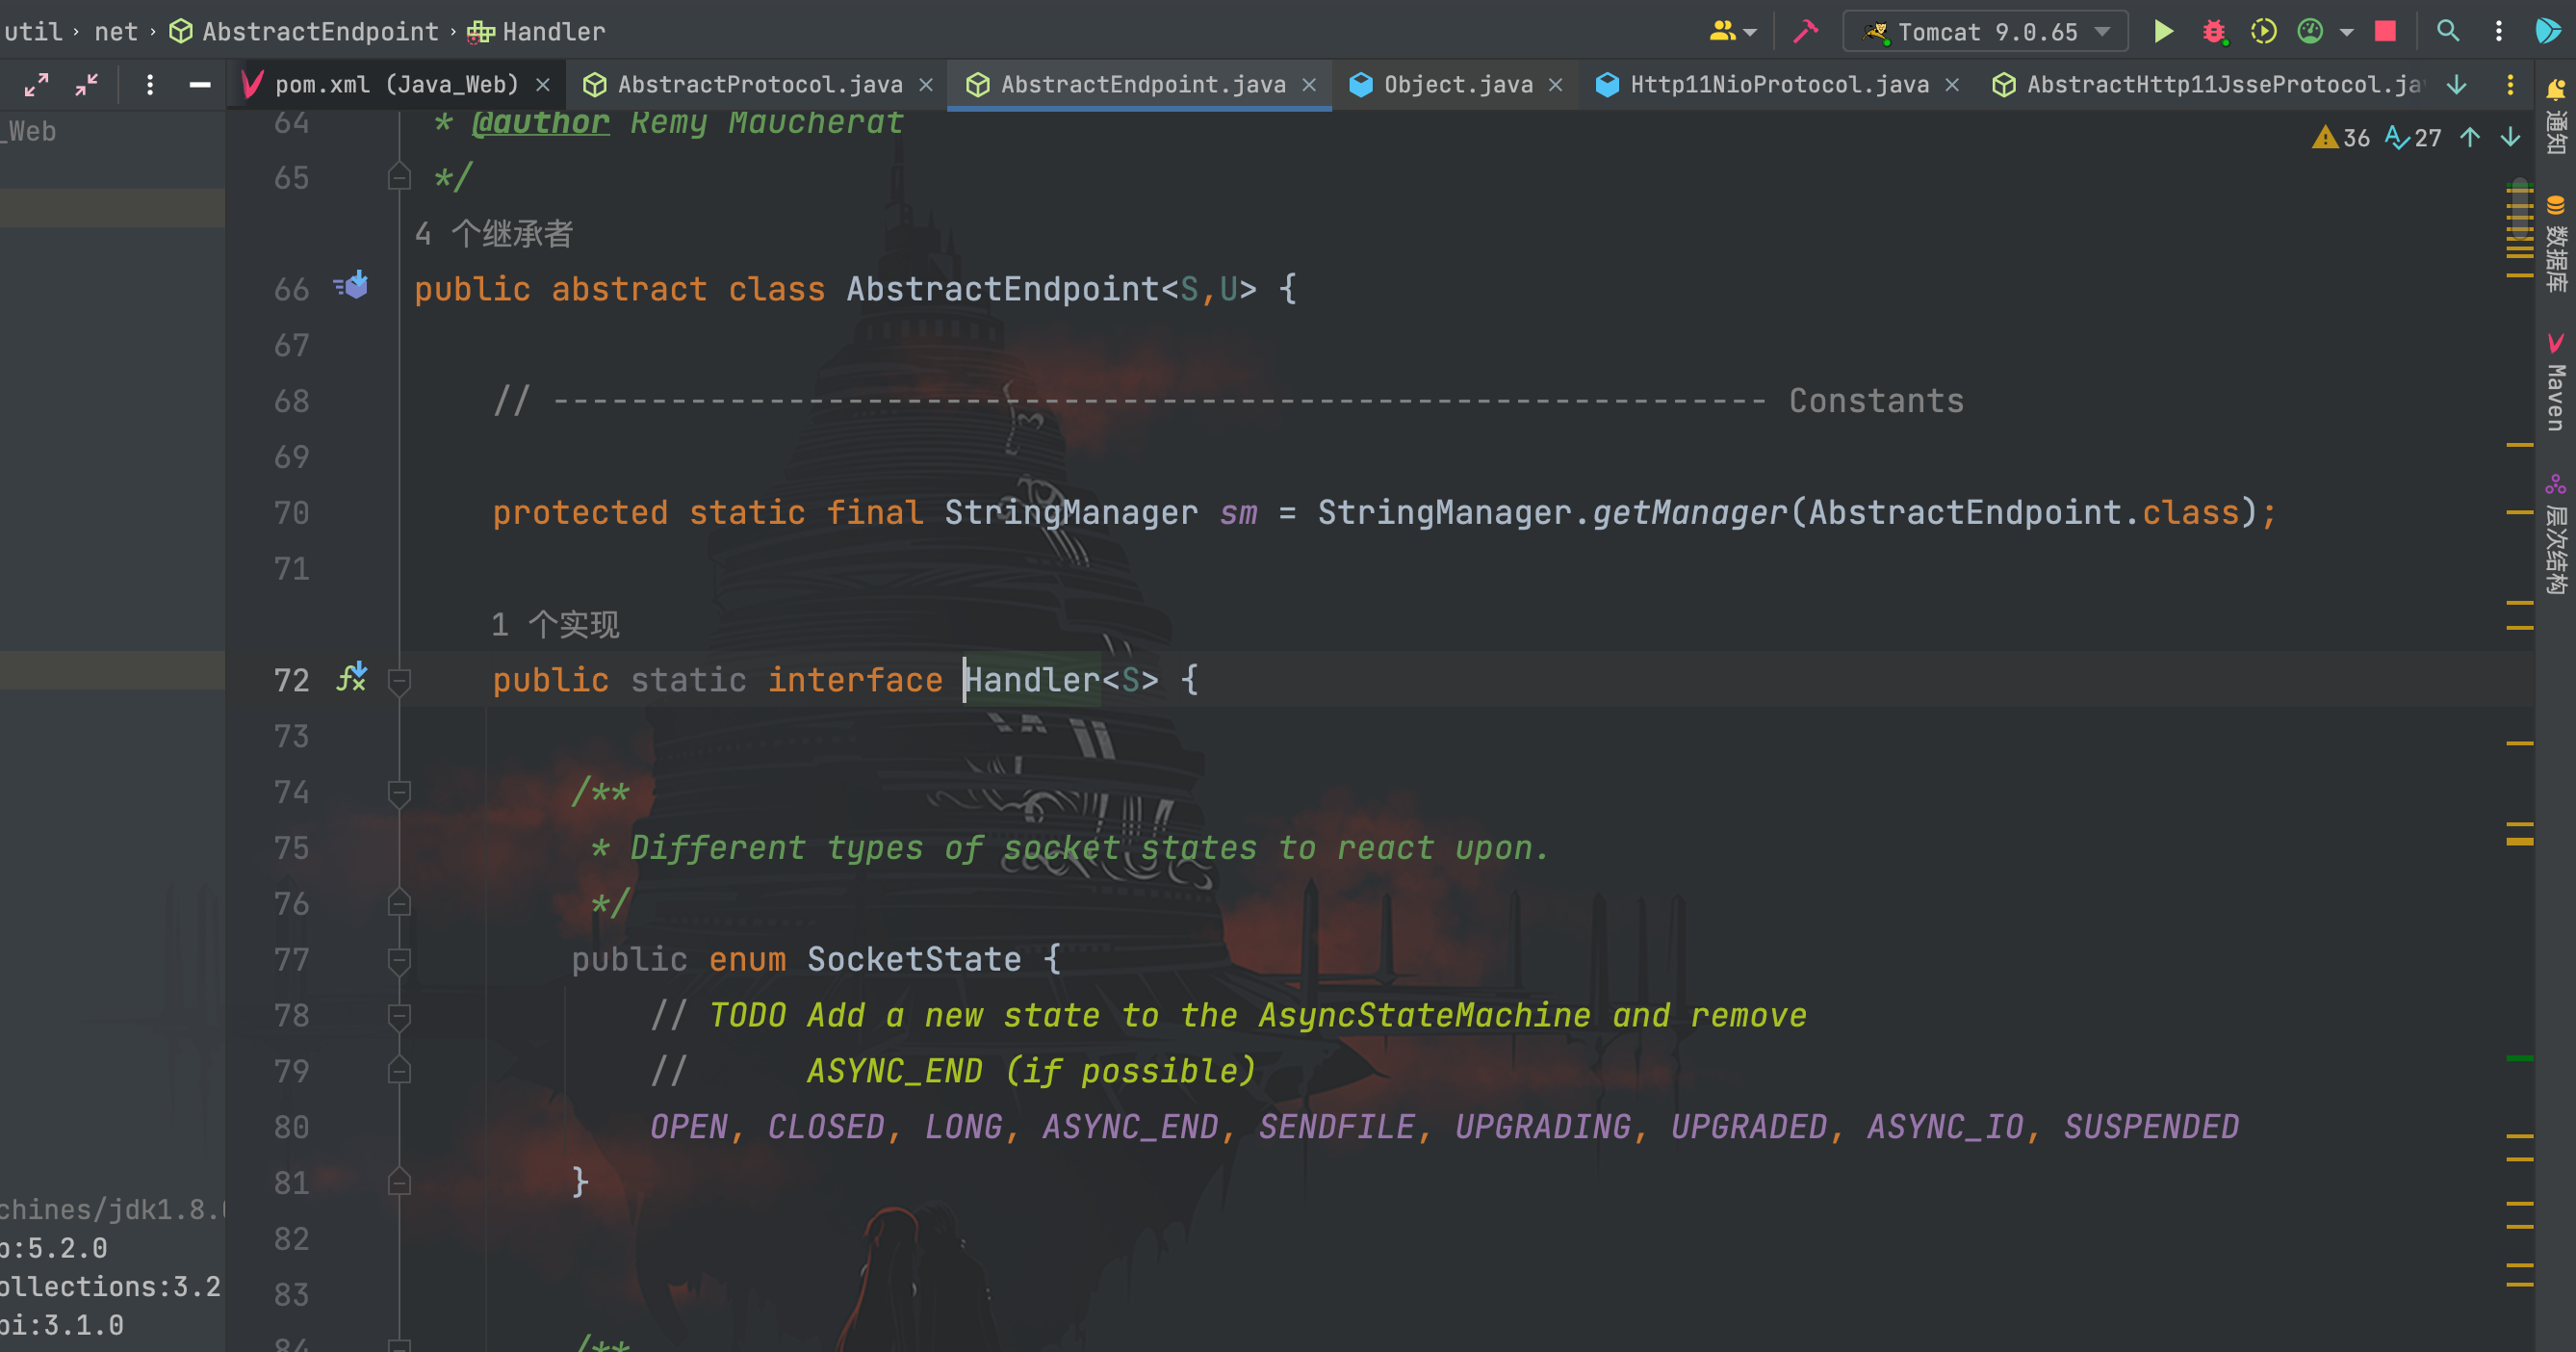 util › net › AbstractEndpoint › Handler
Tomcat 9.0.65
pom.xml (Java_Web)
AbstractProtocol.java
AbstractEndpoint.java
Object.java
Http11NioProtocol.java
AbstractHttp11JsseProtocol.ja
_Web
36
27
64 * @author Remy Maucherat
65 */
4 个继承者
66 public abstract class AbstractEndpoint<S,U> {
67
68 // -------------------------------------------------------------- Constants
69
70 protected static final StringManager sm = StringManager.getManager(AbstractEndpoint.class);
71
1 个实现
72 public static interface Handler<S> {
73
74 /**
75 * Different types of socket states to react upon.
76 */
77 public enum SocketState {
78 // TODO Add a new state to the AsyncStateMachine and remove
79 // ASYNC_END (if possible)
80 OPEN, CLOSED, LONG, ASYNC_END, SENDFILE, UPGRADING, UPGRADED, ASYNC_IO, SUSPENDED
81 }
82
83
84 /**
chines/jdk1.8.
:5.2.0
ollections:3.2
pi:3.1.0
通知
数据库
Maven
层次结构